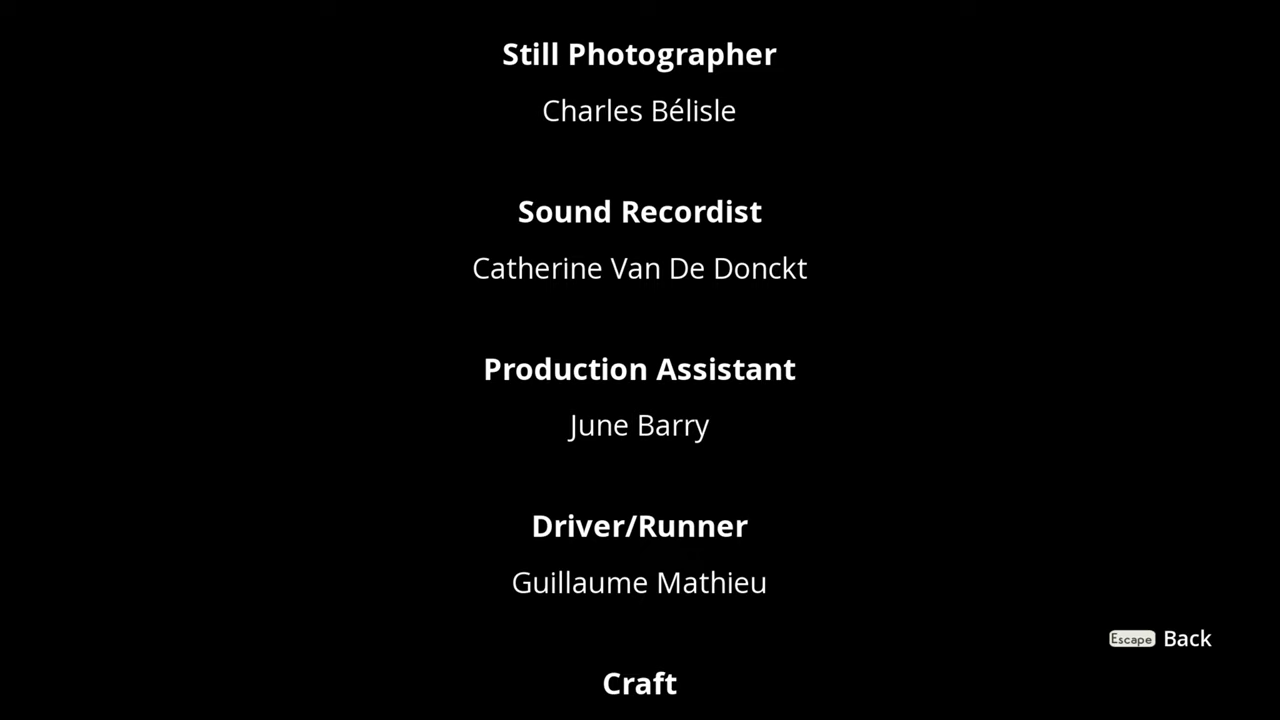 Still Photographer
Charles Bélisle
Sound Recordist
Catherine Van De Donckt
Production Assistant
June Barry
Driver/Runner
Guillaume Mathieu
Escape Back
Craft